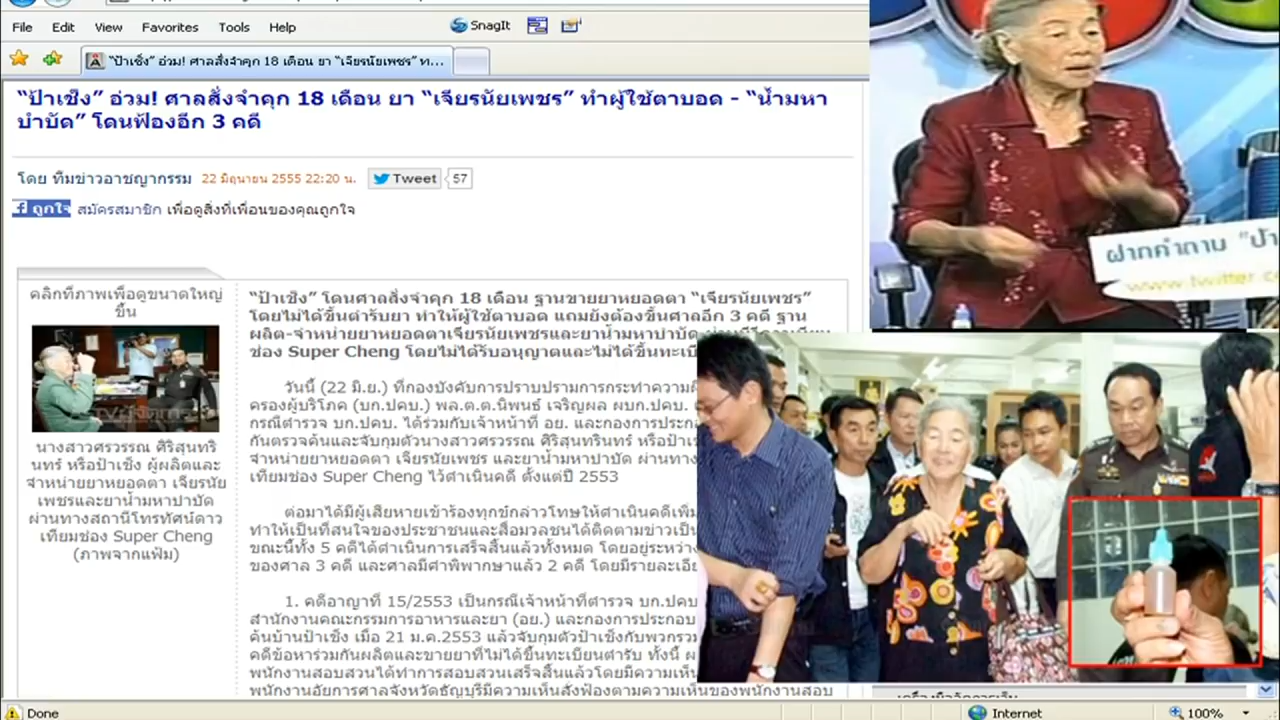 File Edit View Favorites Tools Help
SnagIt
“ป้าเช็ง” อ่วม! ศาลสั่งจำคุก 18 เดือน ยา “เจียรนัยเพชร” ท...
“ป้าเช็ง” อ่วม! ศาลสั่งจำคุก 18 เดือน ยา “เจียรนัยเพชร” ทำผู้ใช้ตาบอด - “น้ำมหา
บำบัด” โดนฟ้องอีก 3 คดี
โดย ทีมข่าวอาชญากรรม 22 มิถุนายน 2555 22:20 น. Tweet 57
ถูกใจ สมัครสมาชิก เพื่อดูสิ่งที่เพื่อนของคุณถูกใจ
คลิกที่ภาพเพื่อดูขนาดใหญ่
ขึ้น
นางสาวศรวรรณ ศิริสุนทริ
นทร์ หรือป้าเช็ง ผู้ผลิตและ
จำหน่ายยาหยอดตา เจียรนัย
เพชรและยาน้ำมหาบำบัด
ผ่านทางสถานีโทรทัศน์ดาว
เทียมช่อง Super Cheng
(ภาพจากแฟ้ม)
“ป้าเช็ง” โดนศาลสั่งจำคุก 18 เดือน ฐานขายยาหยอดตา “เจียรนัยเพชร”
โดยไม่ได้ขึ้นตำรับยา ทำให้ผู้ใช้ตาบอด แถมยังต้องขึ้นศาลอีก 3 คดี ฐาน
ผลิต-จำหน่ายยาหยอดตาเจียรนัยเพชรและยาน้ำมหาบำบัด
ช่อง Super Cheng โดยไม่ได้รับอนุญาตและไม่ได้ขึ้นทะเบี
วันนี้ (22 มิ.ย.) ที่กองบังคับการปราบปรามการกระทำความผิ
ครองผู้บริโภค (บก.ปคบ.) พล.ต.ต.นิพนธ์ เจริญผล ผบก.ปคบ.
กรณีตำรวจ บก.ปคบ. ได้ร่วมกับเจ้าหน้าที่ อย. และกองการประกอ
กันตรวจค้นและจับกุมตัวนางสาวศรวรรณ ศิริสุนทรินทร์ หรือป้าเช
จำหน่ายยาหยอดตา เจียรนัยเพชร และยาน้ำมหาบำบัด ผ่านทาง
เทียมช่อง Super Cheng ไว้ดำเนินคดี ตั้งแต่ปี 2553
ต่อมาได้มีผู้เสียหายเข้าร้องทุกข์กล่าวโทษให้ดำเนินคดีเพิ่ม
ทำให้เป็นที่สนใจของประชาชนและสื่อมวลชนได้ติดตามข่าวเป็น
ขณะนี้ทั้ง 5 คดีได้ดำเนินการเสร็จสิ้นแล้วทั้งหมด โดยอยู่ระหว่าง
ของศาล 3 คดี และศาลมีคำพิพากษาแล้ว 2 คดี โดยมีรายละเอีย
1. คดีอาญาที่ 15/2553 เป็นกรณีเจ้าหน้าที่ตำรวจ บก.ปคบ
สำนักงานคณะกรรมการอาหารและยา (อย.) และกองการประกอบ
ค้นบ้านป้าเช็ง เมื่อ 21 ม.ค.2553 แล้วจับกุมตัวป้าเช็งกับพวกรวม
คดีข้อหาร่วมกันผลิตและขายยาที่ไม่ได้ขึ้นทะเบียนตำรับ ทั้งนี้ ผ
พนักงานสอบสวนได้ทำการสอบสวนเสร็จสิ้นแล้วโดยมีความเห็น
พนักงานอัยการศาลจังหวัดธัญบุรีมีความเห็นสั่งฟ้องตามความเห็นของพนักงานสอบ
ฝากคำถาม “ป้า
www.twitter.c
Done Internet 100%